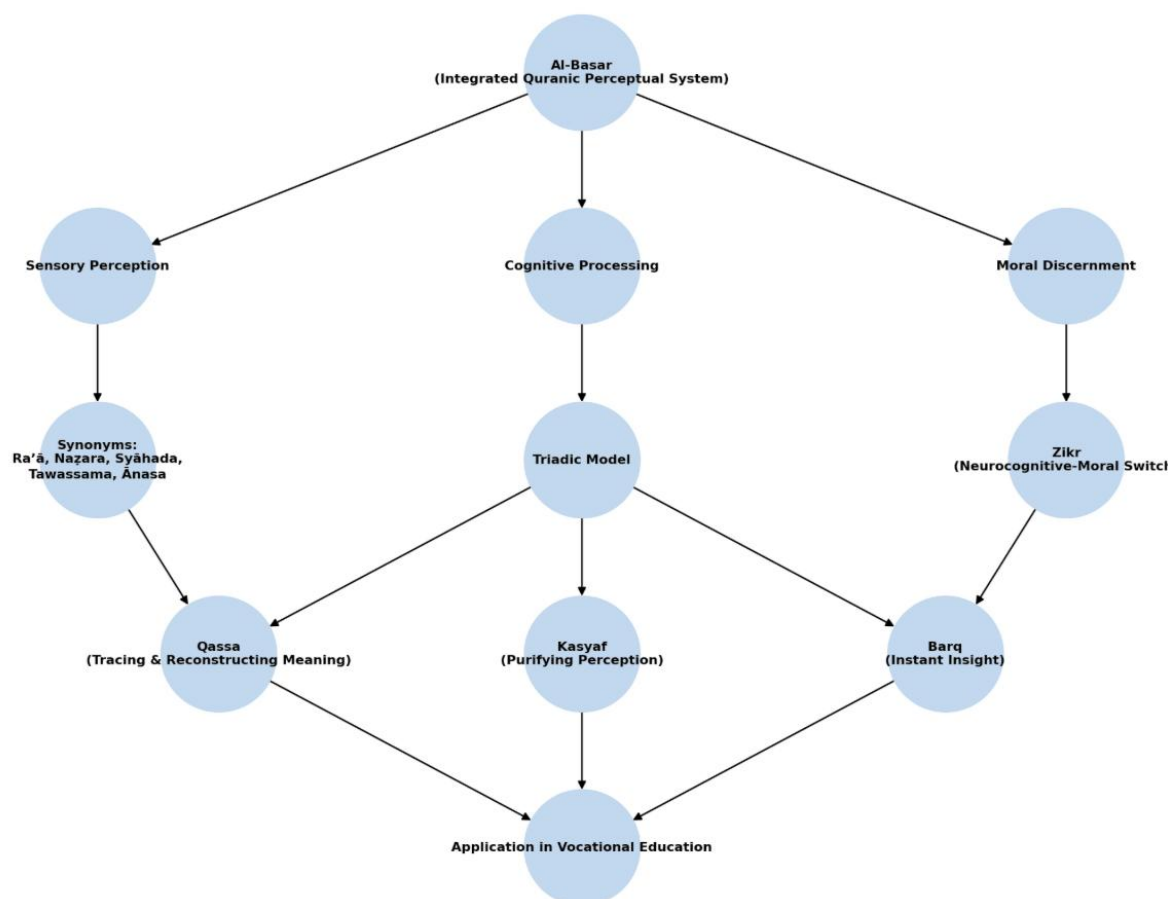 Al-Basar
(Integrated Quranic Perceptual System)
Sensory Perception
Cognitive Processing
Moral Discernment
Synonyms:
Ra’ā, Naẓara, Syāhada,
Tawassama, Ānasa
Triadic Model
Zikr
(Neurocognitive-Moral Switch
Qassa
(Tracing & Reconstructing Meaning)
Kasyaf
(Purifying Perception)
Barq
(Instant Insight)
Application in Vocational Education